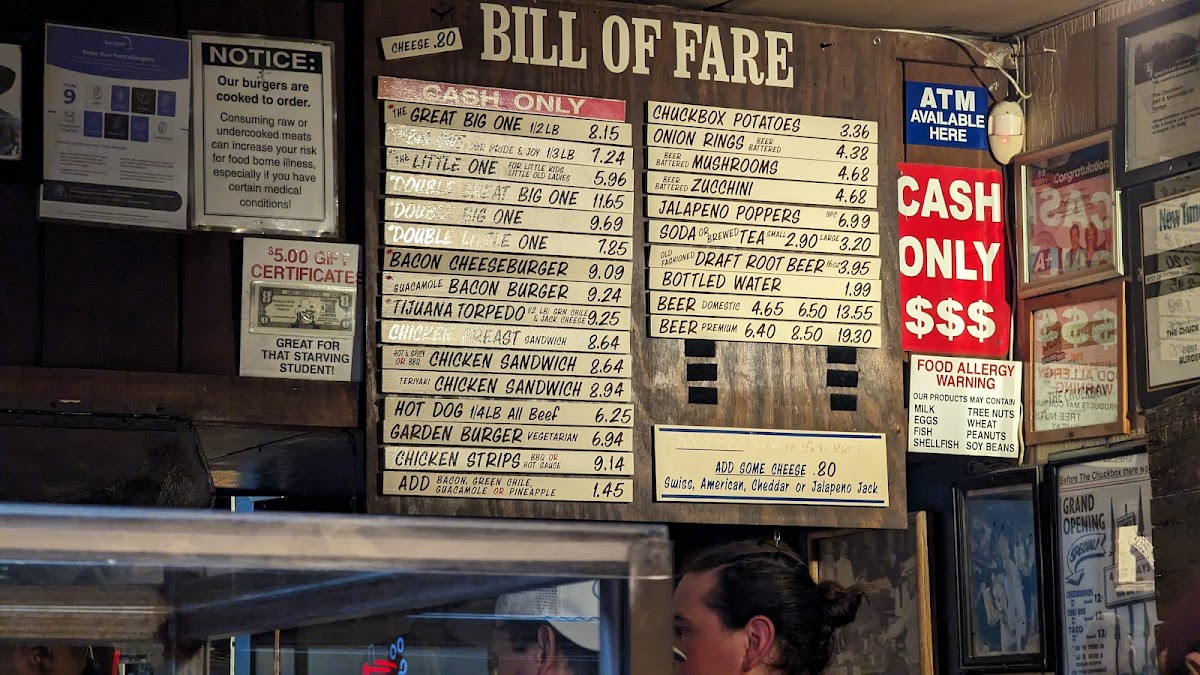 CHEESE .80
BILL OF FARE
CASH ONLY
THE GREAT BIG ONE 1/2 LB 8.15
PRIDE & JOY 1/3 LB 7.24
THE LITTLE ONE FOR LITTLE KIDS LITTLE OLD LADIES 5.96
DOUBLE GREAT BIG ONE 11.65
DOUBLE BIG ONE 9.69
DOUBLE LITTLE ONE 7.85
BACON CHEESEBURGER 9.09
GUACAMOLE BACON BURGER 9.24
TIJUANA TORPEDO 1/2 LB/ GRN CHILE & JACK CHEESE 9.25
CHICKEN BREAST SANDWICH 8.64
HOT & SPICY OR BBQ CHICKEN SANDWICH 8.64
TERIYAKI CHICKEN SANDWICH 8.94
HOT DOG 1/4LB All Beef 6.25
GARDEN BURGER VEGETARIAN 6.94
CHICKEN STRIPS BBQ OR HOT SAUCE 9.14
ADD BACON, GREEN CHILE, GUACAMOLE OR PINEAPPLE 1.45
CHUCKBOX POTATOES 3.36
ONION RINGS BEER BATTERED 4.38
BEER BATTERED MUSHROOMS 4.68
BEER BATTERED ZUCCHINI 4.68
JALAPENO POPPERS 6PC 6.99
SODA OR BREWED TEA SMALL 2.90 LARGE 3.20
OLD FASHIONED DRAFT ROOT BEER 16oz 3.95
BOTTLED WATER 1.99
BEER DOMESTIC 4.65 6.50 13.55
BEER PREMIUM 6.40 8.50 19.30
ADD SOME CHEESE .80
Swiss, American, Cheddar or Jalapeno Jack
NOTICE:
Our burgers are
cooked to order.
Consuming raw or
undercooked meats
can increase your risk
for food borne illness,
especially if you have
certain medical
conditions!
$5.00 GIFT
CERTIFICATES
GREAT FOR
THAT STARVING
STUDENT!
ATM
AVAILABLE
HERE
CASH
ONLY
$$$
FOOD ALLERGY
WARNING
OUR PRODUCTS MAY CONTAIN
MILK TREE NUTS
EGGS WHEAT
FISH PEANUTS
SHELLFISH SOY BEANS
Congratulations
A+
New Times
Before The Chuckbox there wa
GRAND
OPENING
SPECIAL!
TACO